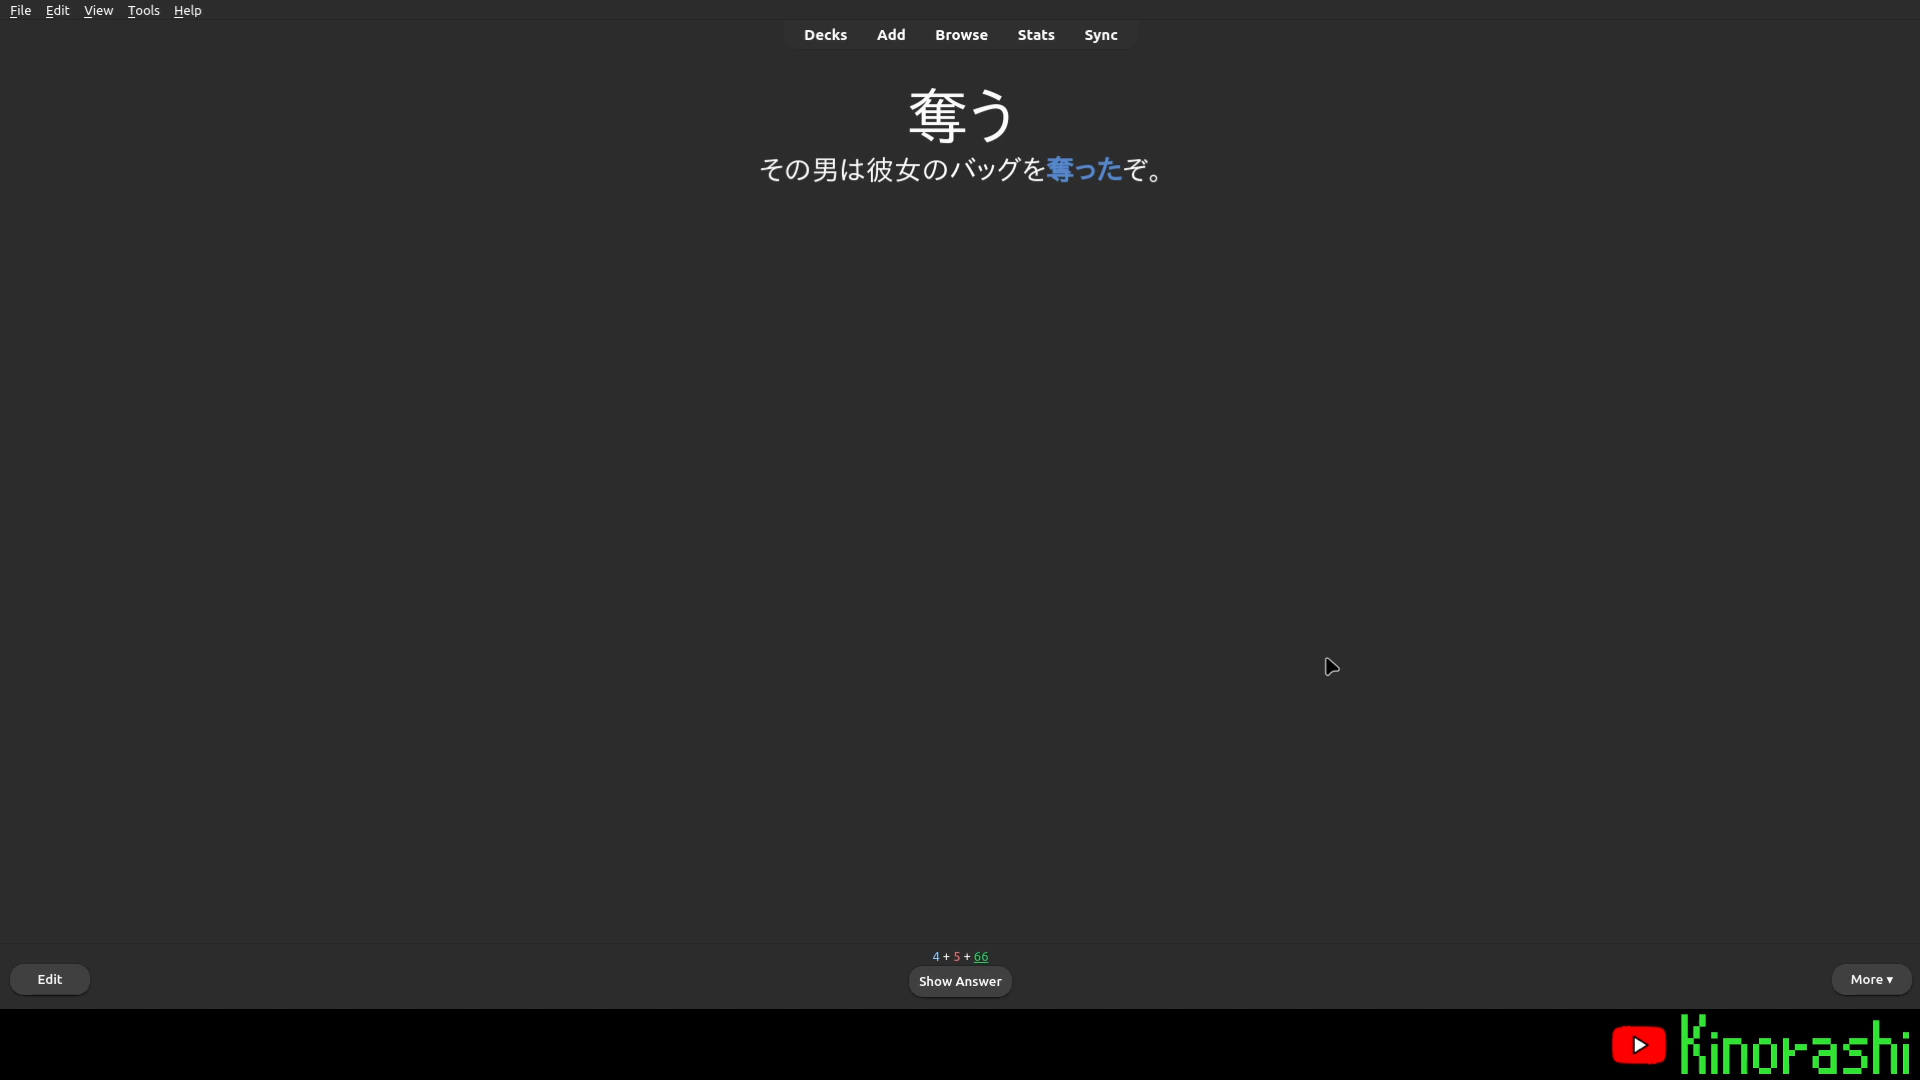 File Edit View Tools Help
Decks Add Browse Stats Sync
奪う
その男は彼女のバッグを奪ったぞ。
4 + 5 + 66
Edit Show Answer More ▾
Kinorashi